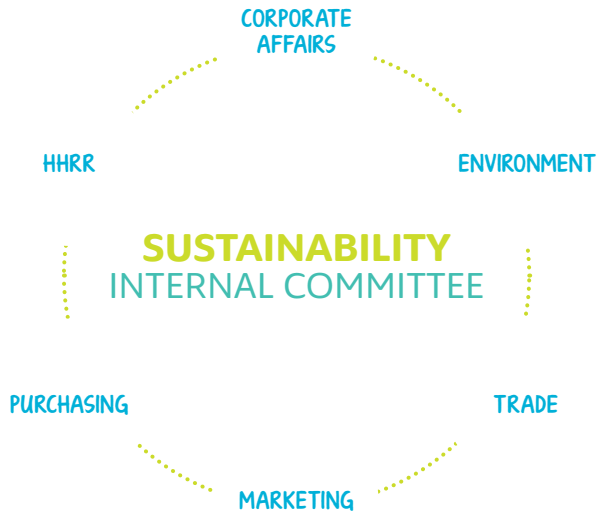 CORPORATE
AFFAIRS
HHRR
ENVIRONMENT
SUSTAINABILITY
INTERNAL COMMITTEE
PURCHASING
TRADE
MARKETING